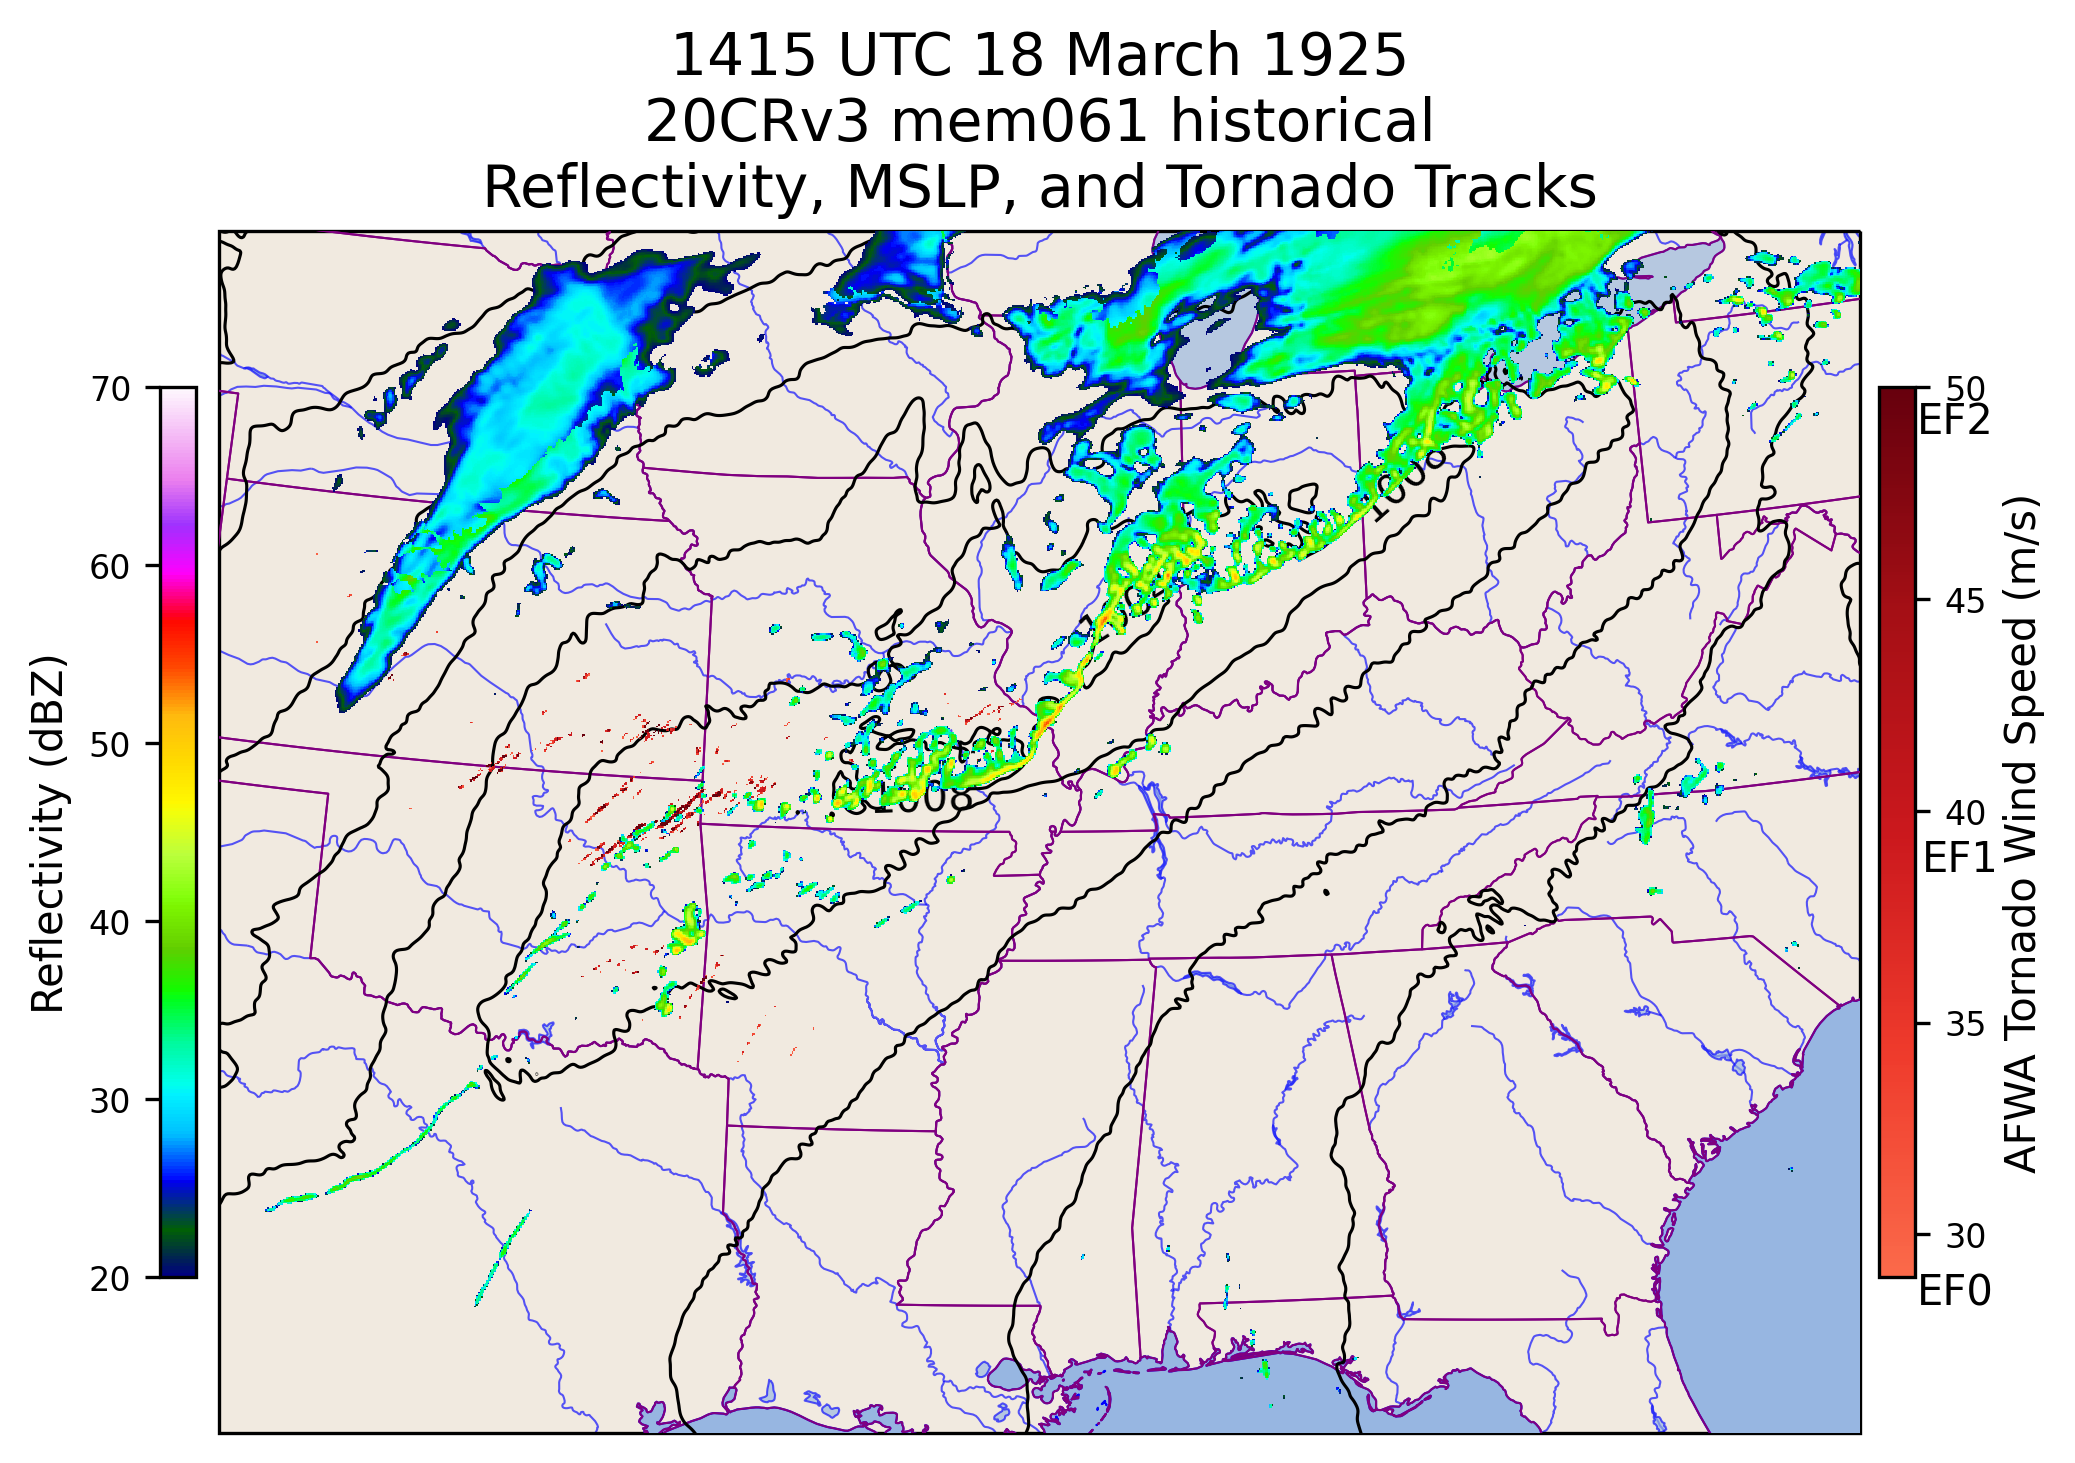 1415 UTC 18 March 1925
20CRv3 mem061 historical
Reflectivity, MSLP, and Tornado Tracks
70
60
50
40
30
20
Reflectivity (dBZ)
1008
1008
50
EF2
45
40
EF1
35
30
EF0
AFWA Tornado Wind Speed (m/s)